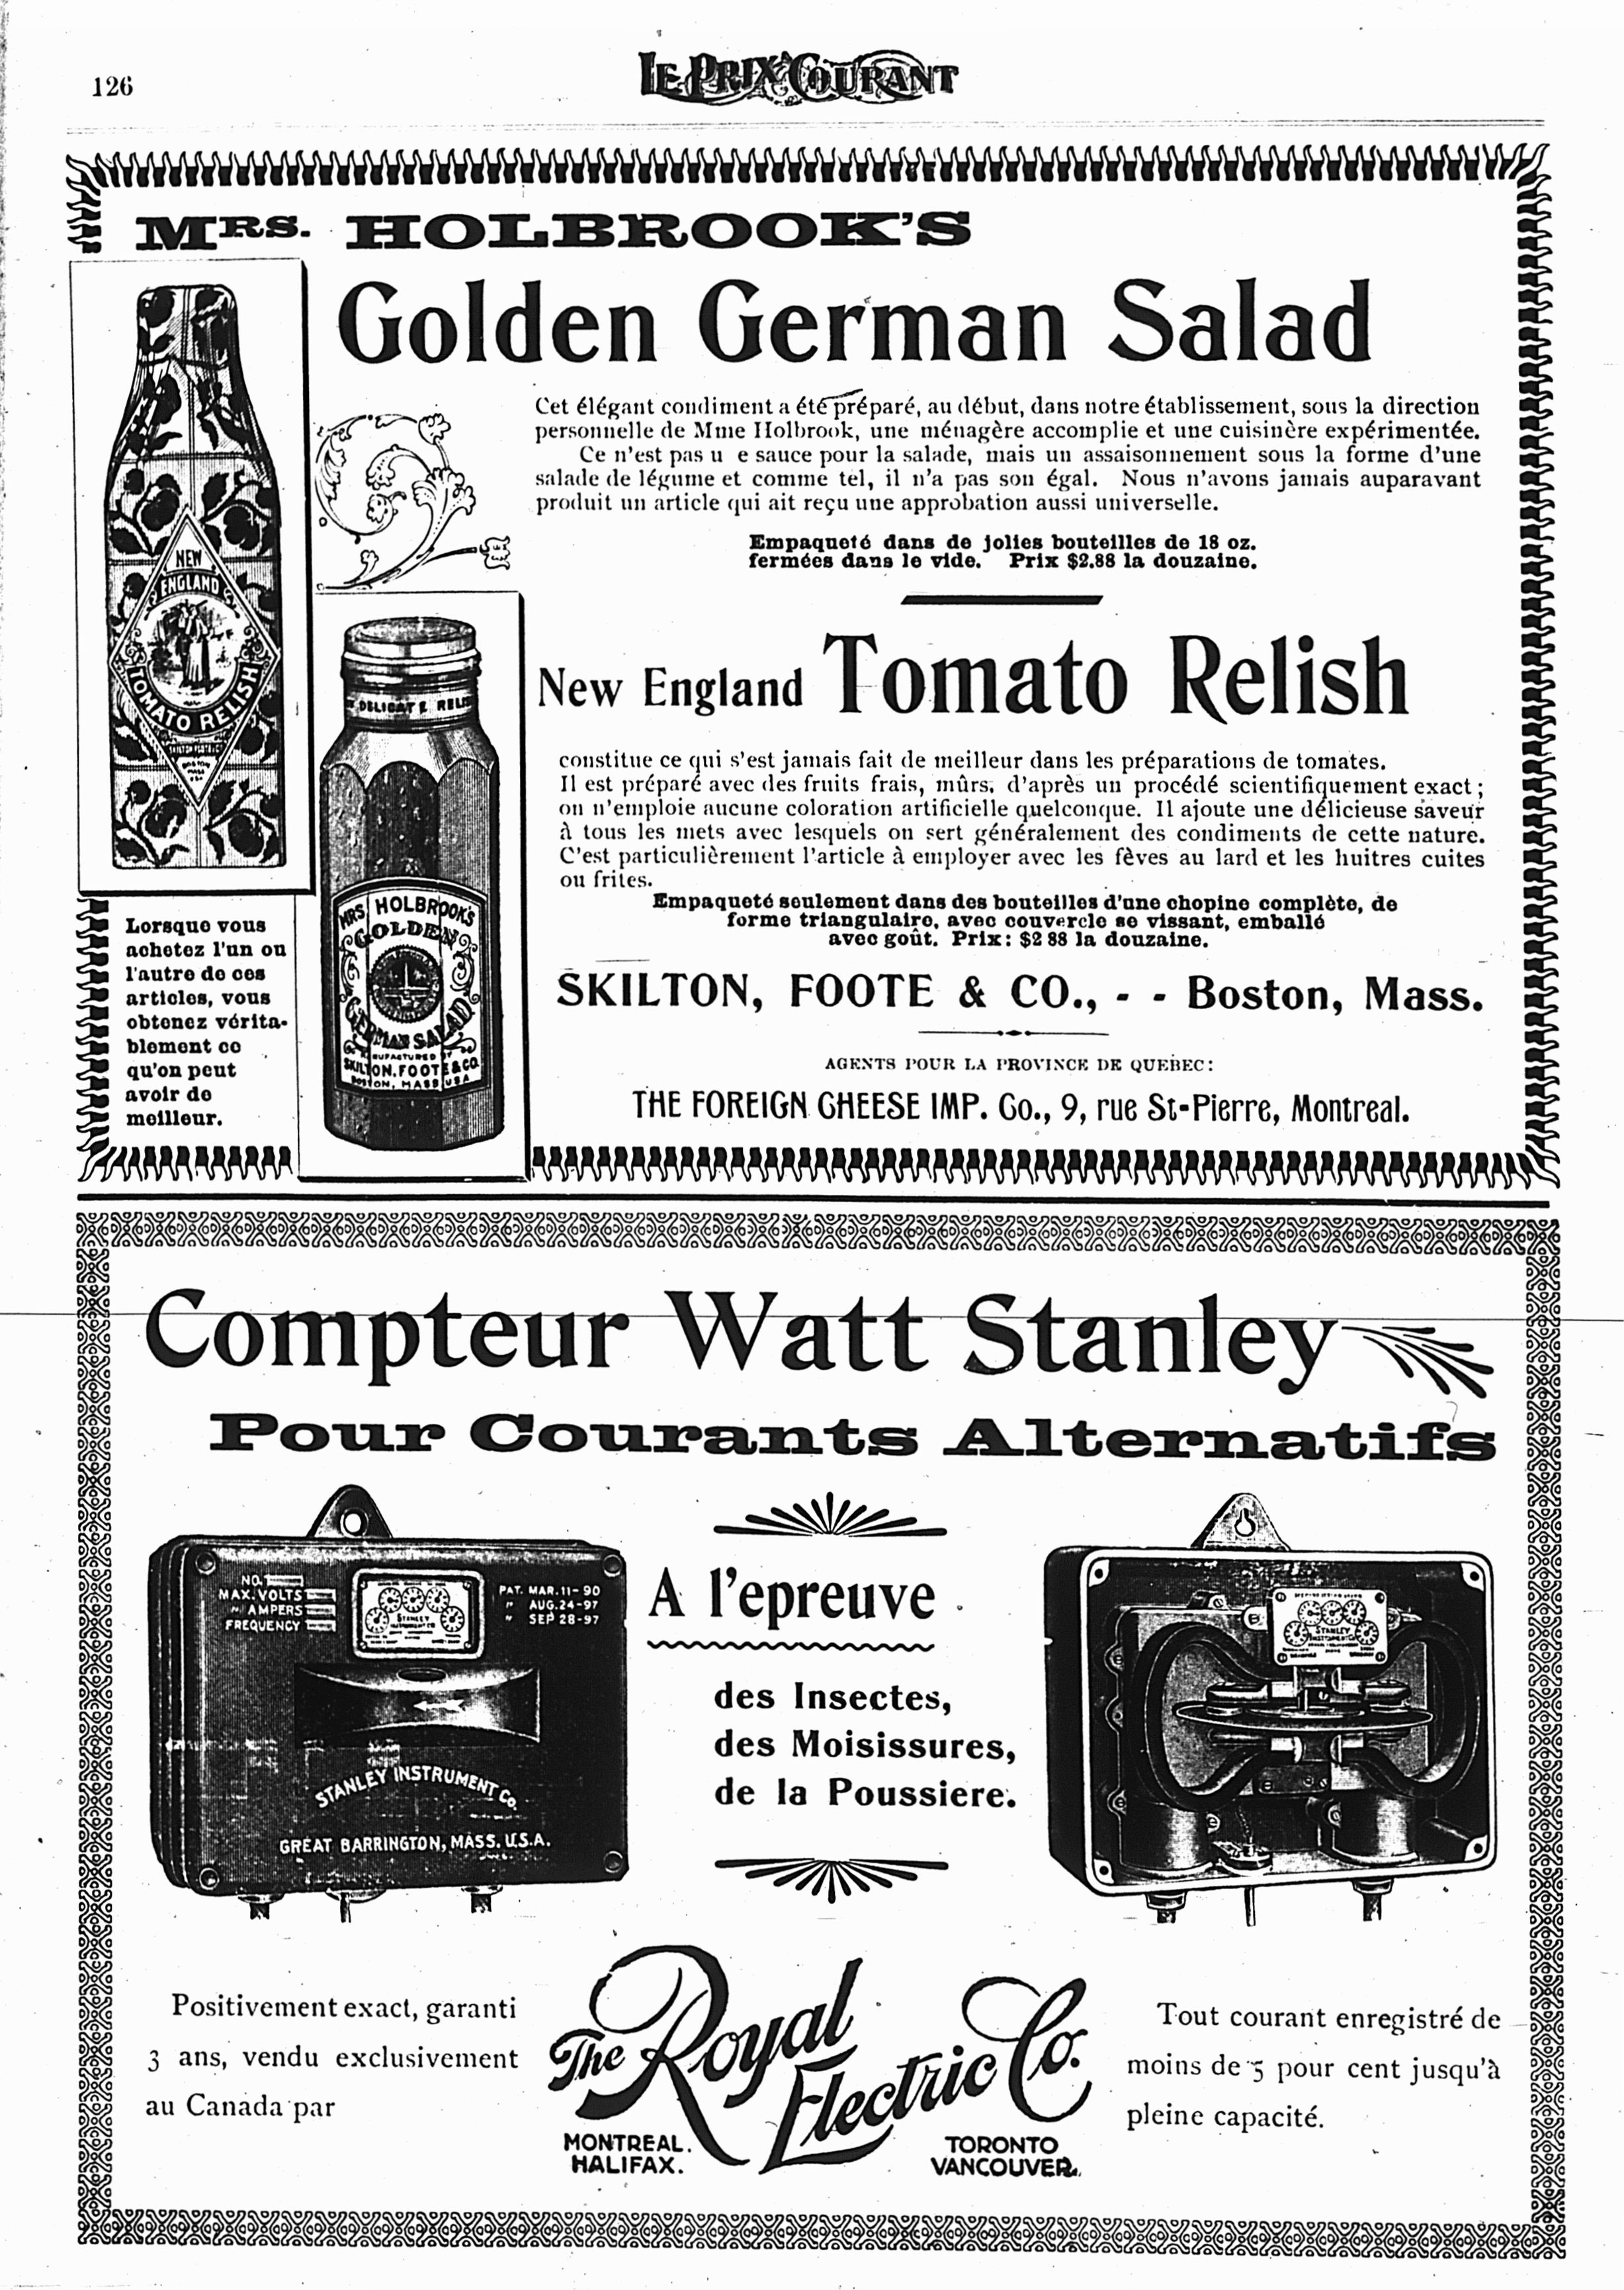 126
LE PRIX COURANT
MRS. HOLBROOK'S
Golden German Salad
Cet élégant condiment a été préparé, au début, dans notre établissement, sous la direction
personnelle de Mme Holbrook, une ménagère accomplie et une cuisinère expérimentée.
Ce n'est pas u e sauce pour la salade, mais un assaisonnement sous la forme d'une
salade de légume et comme tel, il n'a pas son égal. Nous n'avons jamais auparavant
produit un article qui ait reçu une approbation aussi universelle.
Empaqueté dans de jolies bouteilles de 18 oz.
fermées dans le vide. Prix $2.88 la douzaine.
NEW
ENGLAND
TOMATO RELISH
New England Tomato Relish
constitue ce qui s'est jamais fait de meilleur dans les préparations de tomates.
Il est préparé avec des fruits frais, mûrs, d'après un procédé scientifiquement exact ;
on n'emploie aucune coloration artificielle quelconque. Il ajoute une délicieuse saveur
à tous les mets avec lesquels on sert généralement des condiments de cette nature.
C'est particulièrement l'article à employer avec les fèves au lard et les huitres cuites
ou frites.
Empaqueté seulement dans des bouteilles d'une chopine complète, de
forme triangulaire, avec couvercle se vissant, emballé
avec goût. Prix: $2 88 la douzaine.
DELICATE RELIS
MRS HOLBROOK'S
GOLDEN
GERMAN SALAD
SKILTON, FOOTE & CO.
BOSTON, MASS USA
Lorsque vous
achetez l'un ou
l'autre de ces
articles, vous
obtenez vérita-
blement ce
qu'on peut
avoir de
meilleur.
SKILTON, FOOTE & CO., - - Boston, Mass.
AGENTS POUR LA PROVINCE DE QUEBEC:
THE FOREIGN CHEESE IMP. Co., 9, rue St-Pierre, Montreal.
Compteur Watt Stanley
Pour Courants Alternatifs
NO.
MAX. VOLTS
" AMPERS
FREQUENCY
STANLEY
PAT. MAR. 11-90
" AUG. 24-97
" SEP 28-97
STANLEY INSTRUMENT Co.
GREAT BARRINGTON, MASS. U.S.A.
A l'epreuve
des Insectes,
des Moisissures,
de la Poussiere.
STANLEY
INSTRUMENT Co
Positivement exact, garanti
3 ans, vendu exclusivement
au Canada par
The Royal
Electric Co.
MONTREAL.
HALIFAX.
TORONTO
VANCOUVER.
Tout courant enregistré de
moins de 5 pour cent jusqu'à
pleine capacité.